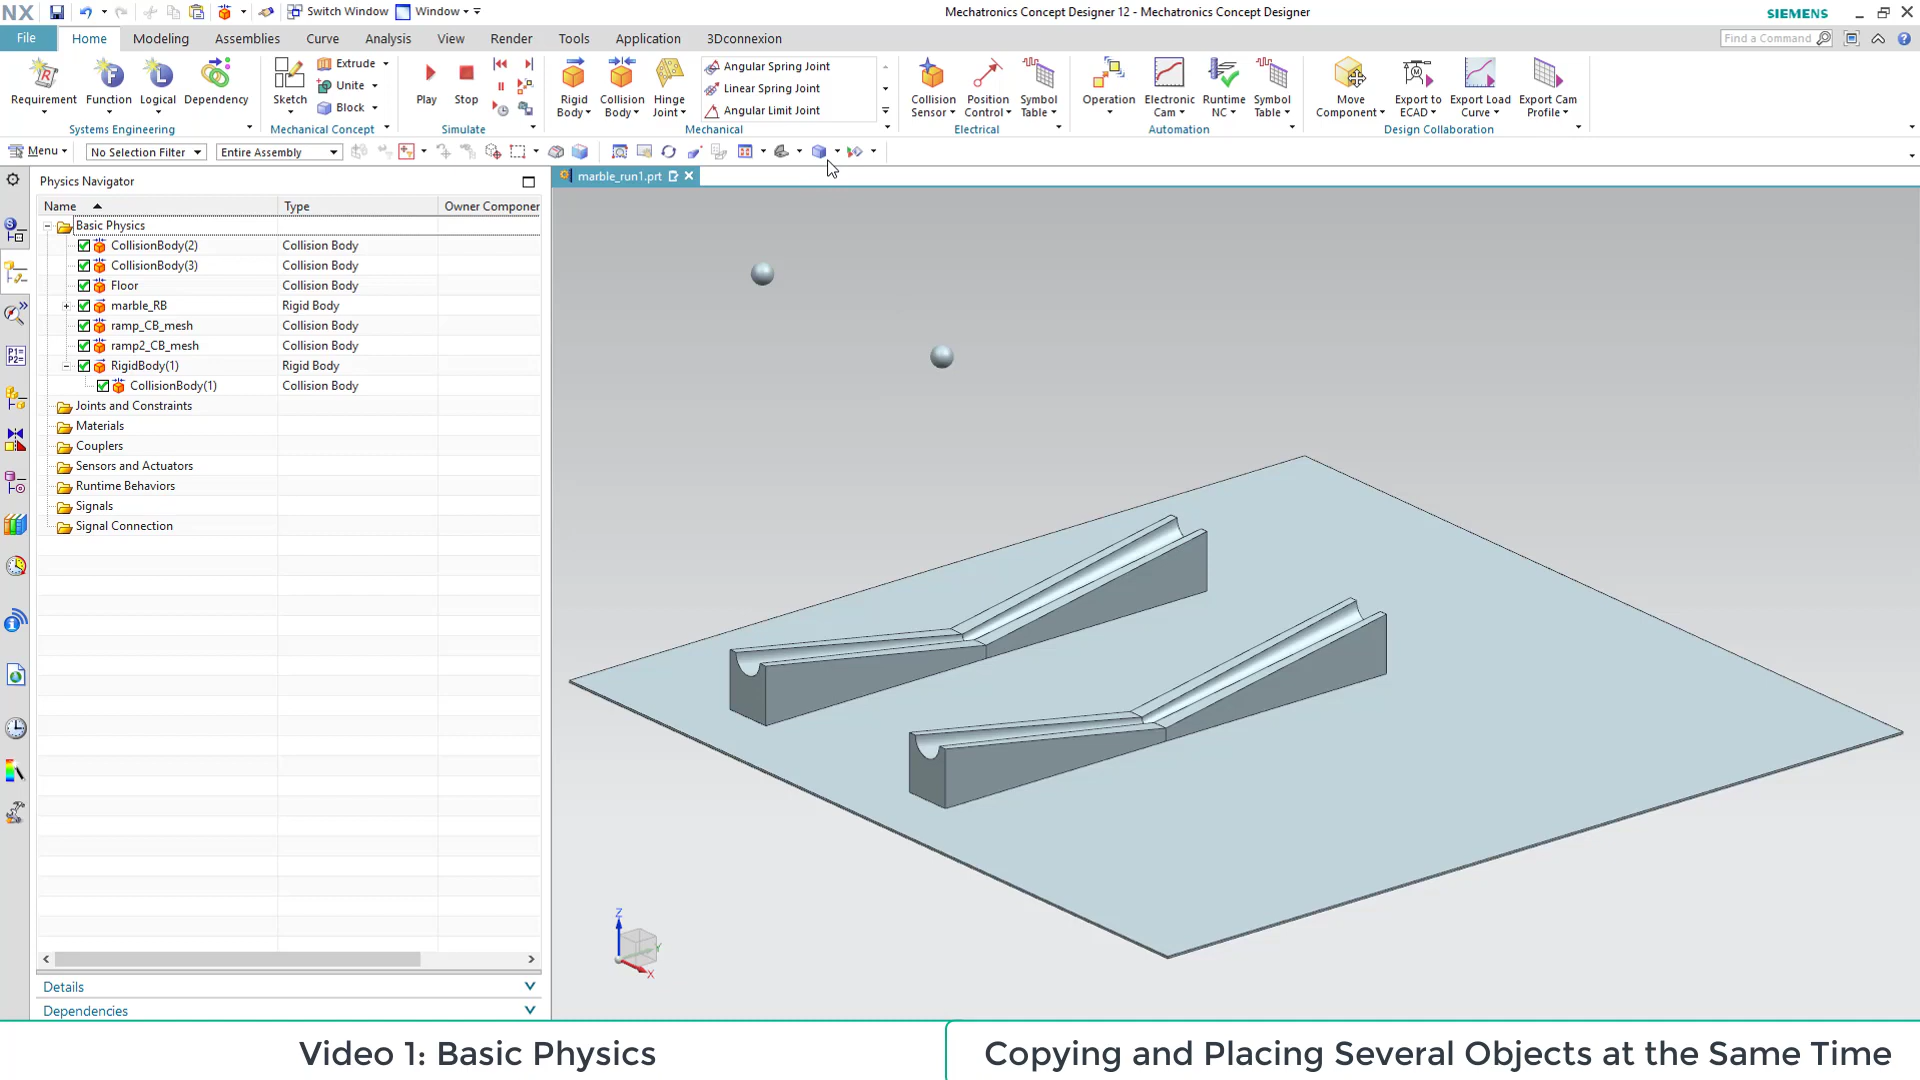 NX
Switch Window
Window
Mechatronics Concept Designer 12 - Mechatronics Concept Designer
SIEMENS
File
Home
Modeling
Assemblies
Curve
Analysis
View
Render
Tools
Application
3Dconnexion
Find a Command
Requirement
Function
Logical
Dependency
Systems Engineering
Sketch
Extrude
Unite
Block
Mechanical Concept
Play
Stop
Simulate
Rigid Body
Collision Body
Hinge Joint
Angular Spring Joint
Linear Spring Joint
Angular Limit Joint
Mechanical
Collision Sensor
Position Control
Symbol Table
Electrical
Operation
Electronic Cam
Runtime NC
Symbol Table
Automation
Move Component
Export to ECAD
Export Load Curve
Export Cam Profile
Design Collaboration
Menu
No Selection Filter
Entire Assembly
Physics Navigator
marble_run1.prt
Name
Type
Owner Componen
Basic Physics
CollisionBody(2)
Collision Body
CollisionBody(3)
Collision Body
Floor
Collision Body
marble_RB
Rigid Body
ramp_CB_mesh
Collision Body
ramp2_CB_mesh
Collision Body
RigidBody(1)
Rigid Body
CollisionBody(1)
Collision Body
Joints and Constraints
Materials
Couplers
Sensors and Actuators
Runtime Behaviors
Signals
Signal Connection
Z
Y
X
Details
Dependencies
Video 1: Basic Physics
Copying and Placing Several Objects at the Same Time